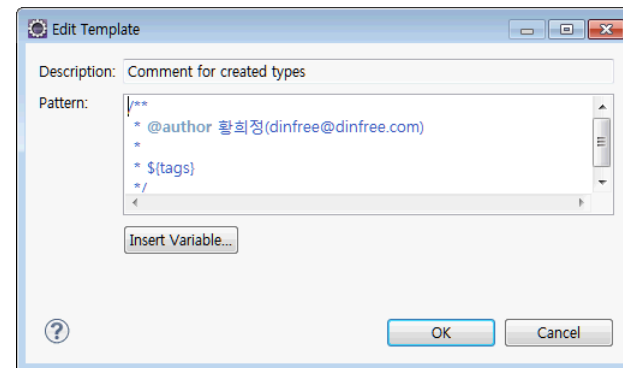 Edit Template
Description: Comment for created types
Pattern:
/**
* @author 황희정(dinfree@dinfree.com)
*
* ${tags}
*/
Insert Variable...
OK
Cancel